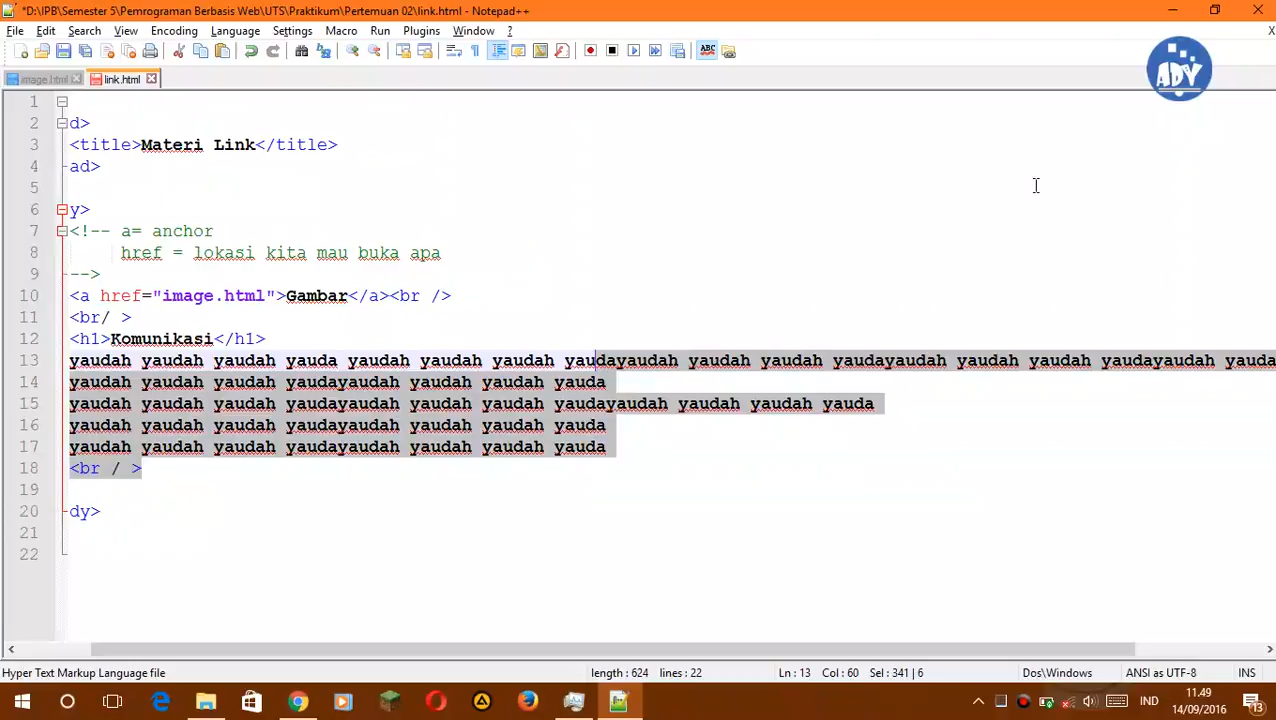 *D:\IPB\Semester 5\Pemrograman Berbasis Web\UTS\Praktikum\Pertemuan 02\link.html - Notepad++
File Edit Search View Encoding Language Settings Macro Run Plugins Window ? X
image.html link.html
ADY
1
2 d>
3 <title>Materi Link</title>
4 ad>
5
6 y>
7 <!-- a= anchor
8 href = lokasi kita mau buka apa
9 -->
10 <a href="image.html">Gambar</a><br />
11 <br/ >
12 <h1>Komunikasi</h1>
13 yaudah yaudah yaudah yauda yaudah yaudah yaudah yaudayaudah yaudah yaudah yaudayaudah yaudah yaudah yaudayaudah yauda
14 yaudah yaudah yaudah yaudayaudah yaudah yaudah yauda
15 yaudah yaudah yaudah yaudayaudah yaudah yaudah yaudayaudah yaudah yaudah yauda
16 yaudah yaudah yaudah yaudayaudah yaudah yaudah yauda
17 yaudah yaudah yaudah yaudayaudah yaudah yaudah yauda
18 <br / >
19
20 dy>
21
22
Hyper Text Markup Language file length : 624 lines : 22 Ln : 13 Col : 60 Sel : 341 | 6 Dos\Windows ANSI as UTF-8 INS
IND 11.49
14/09/2016 13